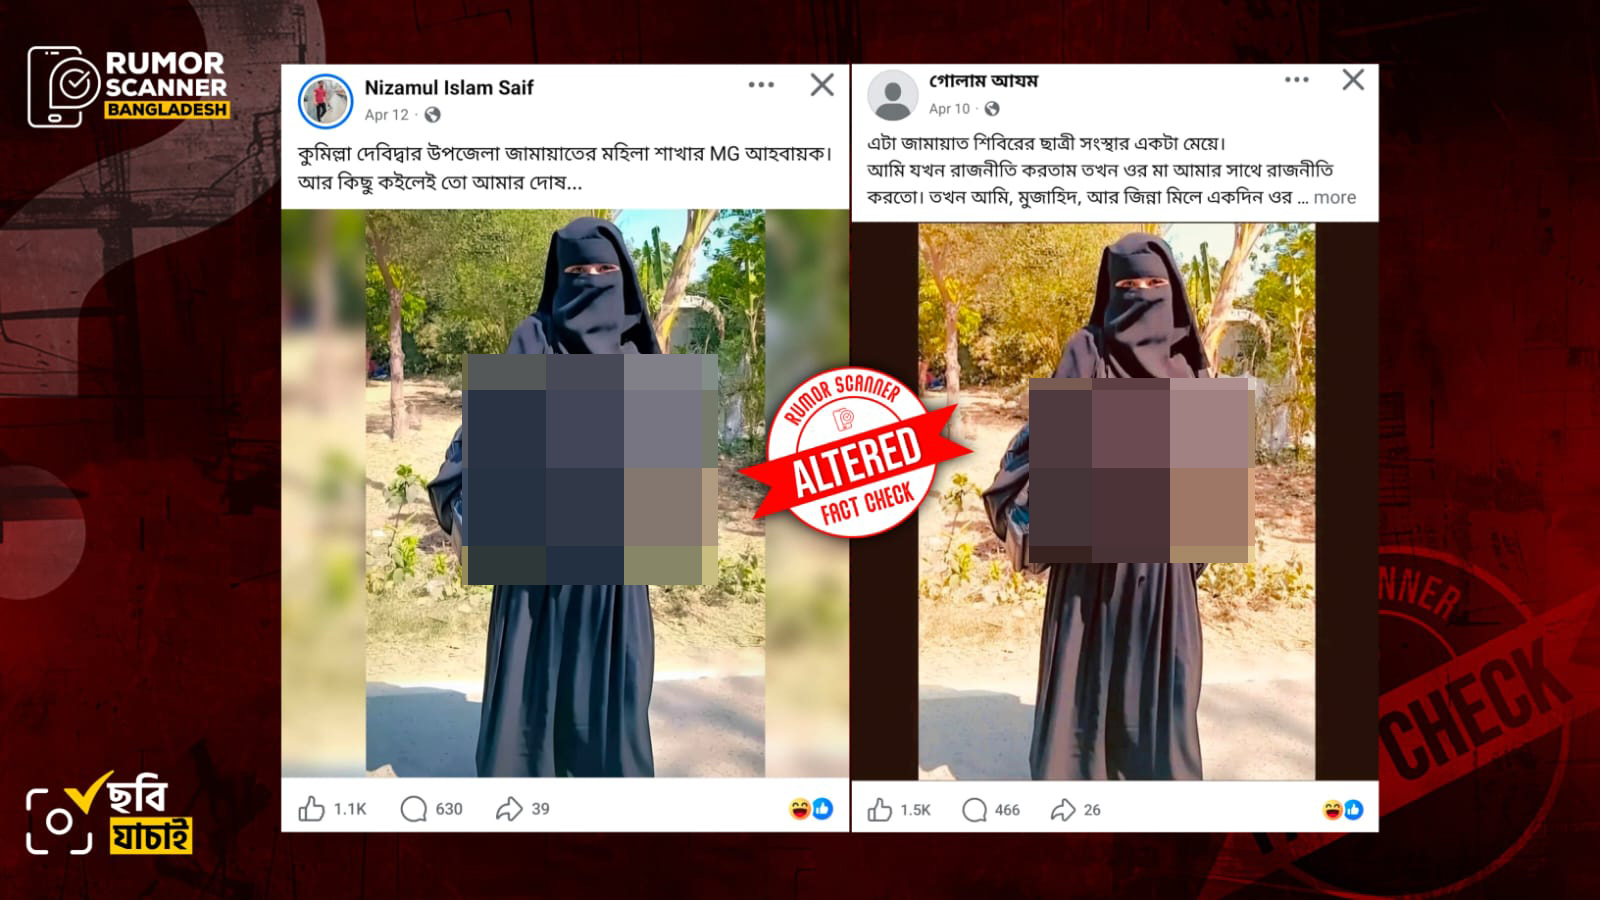 RUMOR
SCANNER
BANGLADESH
Nizamul Islam Saif
Apr 12 ·
কুমিল্লা দেবিদ্বার উপজেলা জামায়াতের মহিলা শাখার MG আহবায়ক।
আর কিছু কইলেই তো আমার দোষ...
1.1K 630 39
গোলাম আযম
Apr 10 ·
এটা জামায়াত শিবিরের ছাত্রী সংস্থার একটা মেয়ে।
আমি যখন রাজনীতি করতাম তখন ওর মা আমার সাথে রাজনীতি
করতো। তখন আমি, মুজাহিদ, আর জিন্না মিলে একদিন ওর ... more
1.5K 466 26
RUMOR SCANNER
ALTERED
FACT CHECK
NNER
CHECK
ছবি
যাচাই